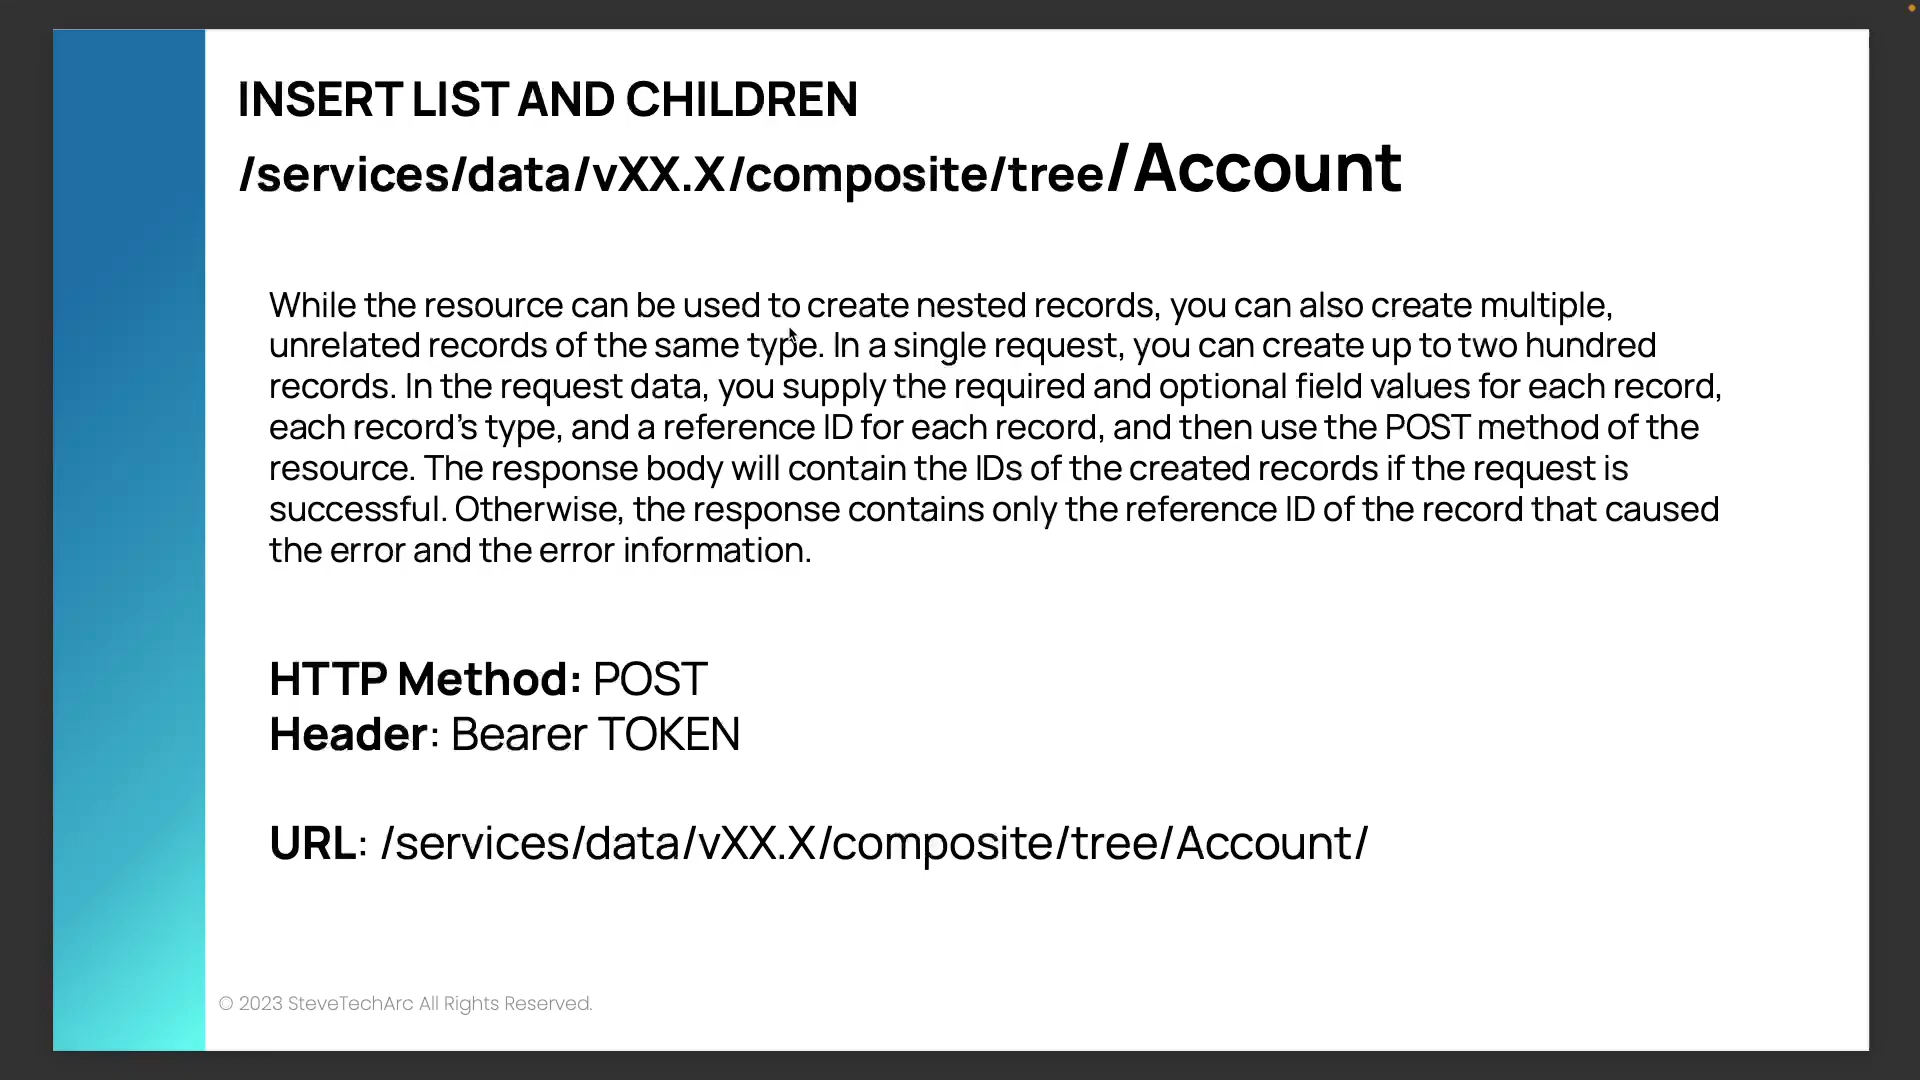 INSERT LIST AND CHILDREN
/services/data/vXX.X/composite/tree/Account
While the resource can be used to create nested records, you can also create multiple,
unrelated records of the same type. In a single request, you can create up to two hundred
records. In the request data, you supply the required and optional field values for each record,
each record’s type, and a reference ID for each record, and then use the POST method of the
resource. The response body will contain the IDs of the created records if the request is
successful. Otherwise, the response contains only the reference ID of the record that caused
the error and the error information.
HTTP Method: POST
Header: Bearer TOKEN
URL: /services/data/vXX.X/composite/tree/Account/
© 2023 SteveTechArc All Rights Reserved.